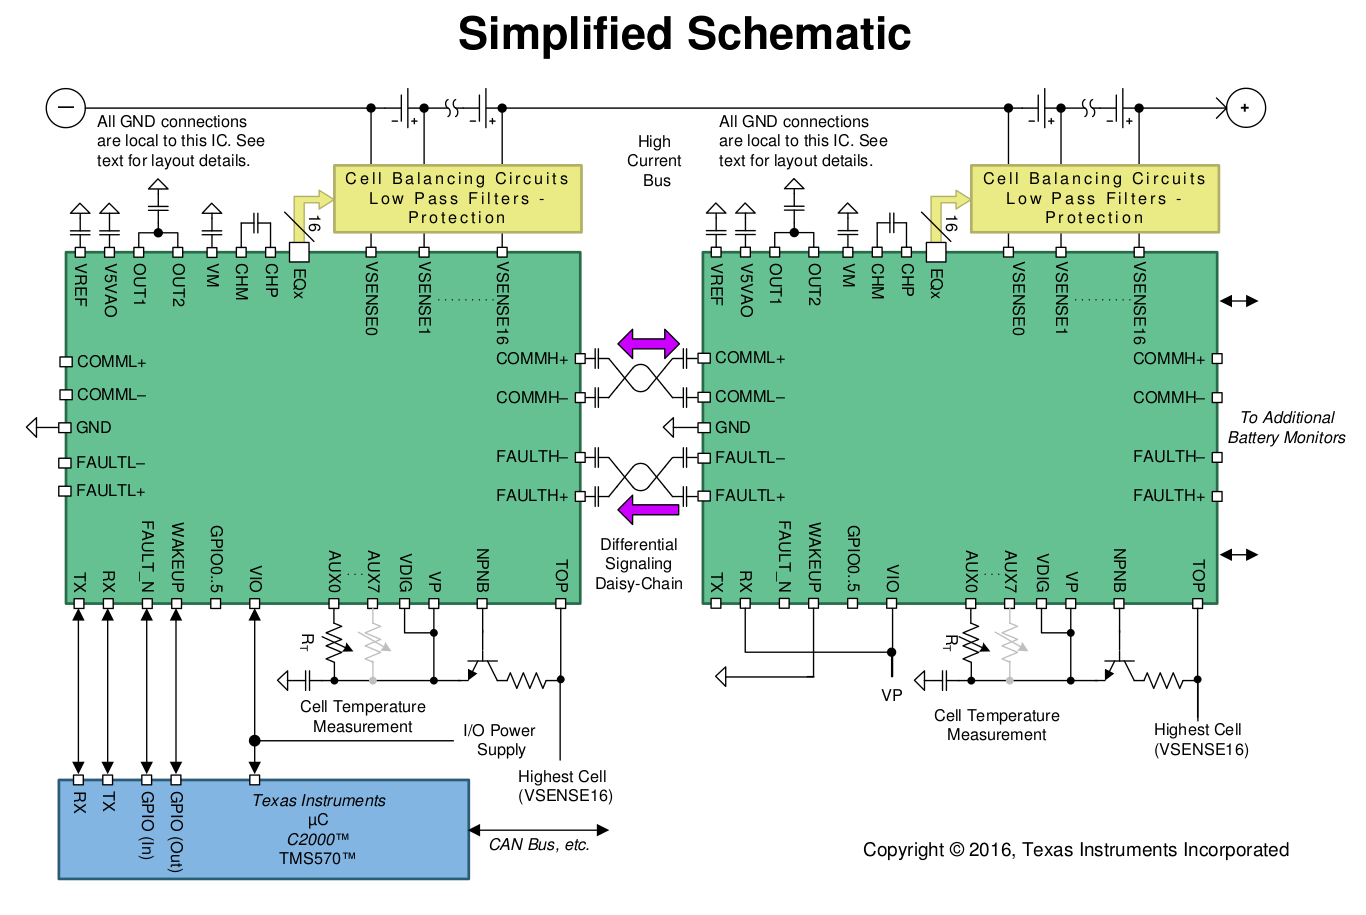 Simplified Schematic
All GND connections
are local to this IC. See
text for layout details.
High
Current
Bus
All GND connections
are local to this IC. See
text for layout details.
Cell Balancing Circuits
Low Pass Filters -
Protection
Cell Balancing Circuits
Low Pass Filters -
Protection
16
16
VREF
V5VAO
OUT1
OUT2
VM
CHM
CHP
EQx
VSENSE0
VSENSE1
VSENSE16
VREF
V5VAO
OUT1
OUT2
VM
CHM
CHP
EQx
VSENSE0
VSENSE1
VSENSE16
COMML+
COMML–
GND
FAULTL–
FAULTL+
COMMH+
COMMH–
FAULTH–
FAULTH+
COMML+
COMML–
GND
FAULTL–
FAULTL+
COMMH+
COMMH–
FAULTH–
FAULTH+
To Additional
Battery Monitors
Differential
Signaling
Daisy-Chain
TX
RX
FAULT_N
WAKEUP
GPIO0..5
VIO
AUX0
AUX7
VDIG
VP
NPNB
TOP
TX
RX
FAULT_N
WAKEUP
GPIO0..5
VIO
AUX0
AUX7
VDIG
VP
NPNB
TOP
RT
RT
VP
Cell Temperature
Measurement
Cell Temperature
Measurement
I/O Power
Supply
Highest Cell
(VSENSE16)
Highest Cell
(VSENSE16)
RX
TX
GPIO (In)
GPIO (Out)
Texas Instruments
µC
C2000™
TMS570™
CAN Bus, etc.
Copyright © 2016, Texas Instruments Incorporated